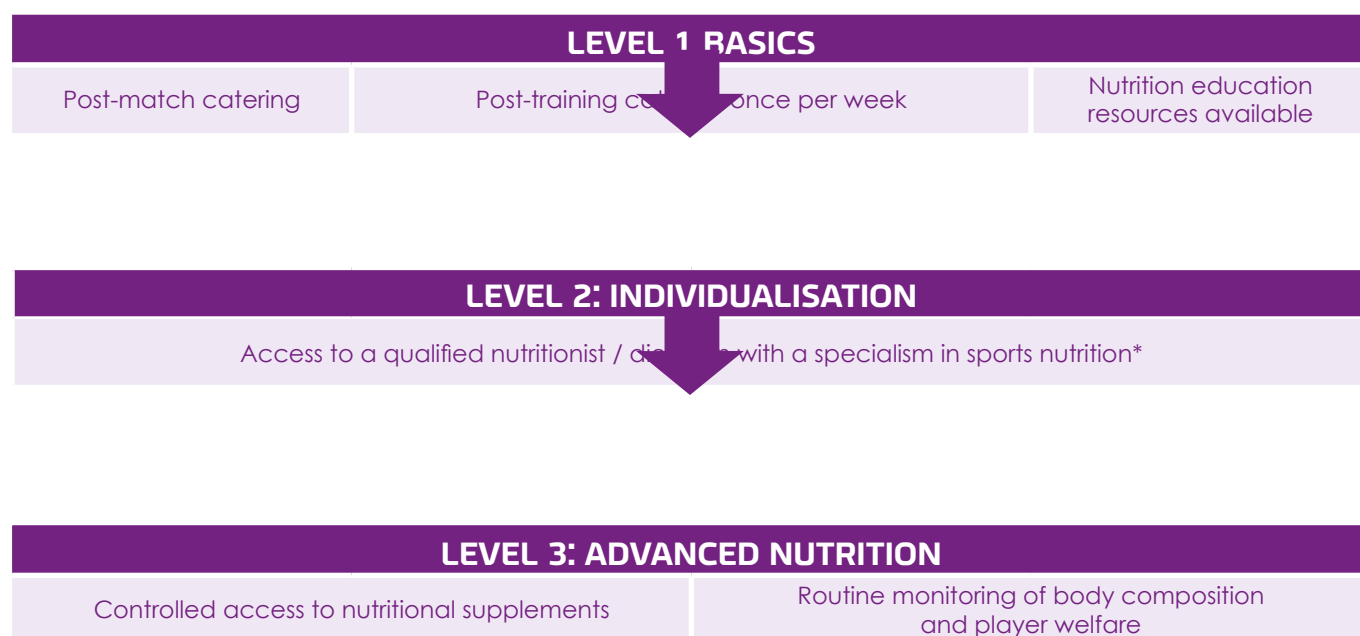 LEVEL 1 BASICS
Post-match catering
Post-training once per week
Nutrition education
resources available
LEVEL 2: INDIVIDUALISATION
Access to a qualified nutritionist / with a specialism in sports nutrition*
LEVEL 3: ADVANCED NUTRITION
Controlled access to nutritional supplements
Routine monitoring of body composition
and player welfare